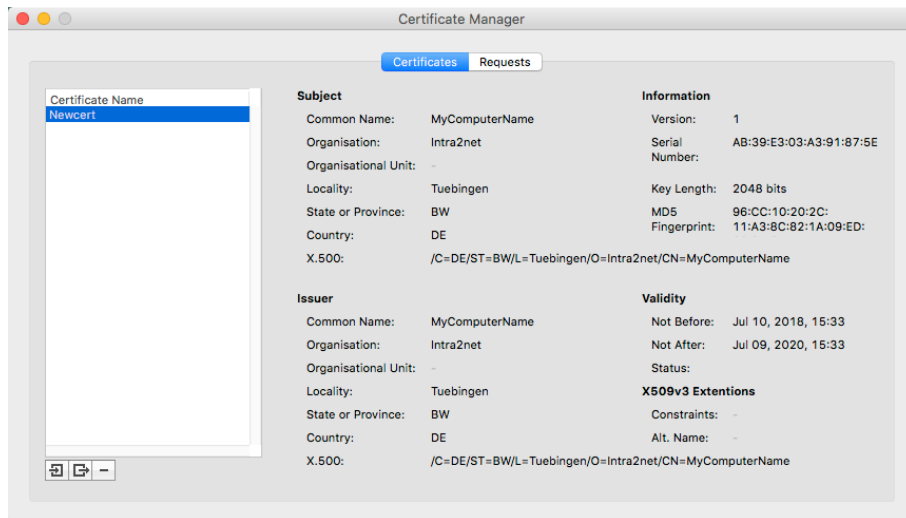 Certificate Manager
Certificates Requests
Certificate Name
Newcert
Subject
Common Name: MyComputerName
Organisation: Intra2net
Organisational Unit: -
Locality: Tuebingen
State or Province: BW
Country: DE
X.500: /C=DE/ST=BW/L=Tuebingen/O=Intra2net/CN=MyComputerName
Information
Version: 1
Serial Number: AB:39:E3:03:A3:91:87:5E
Key Length: 2048 bits
MD5 96:CC:10:20:2C:
Fingerprint: 11:A3:8C:82:1A:09:ED:
Issuer
Common Name: MyComputerName
Organisation: Intra2net
Organisational Unit: -
Locality: Tuebingen
State or Province: BW
Country: DE
X.500: /C=DE/ST=BW/L=Tuebingen/O=Intra2net/CN=MyComputerName
Validity
Not Before: Jul 10, 2018, 15:33
Not After: Jul 09, 2020, 15:33
Status:
X509v3 Extentions
Constraints: -
Alt. Name: -